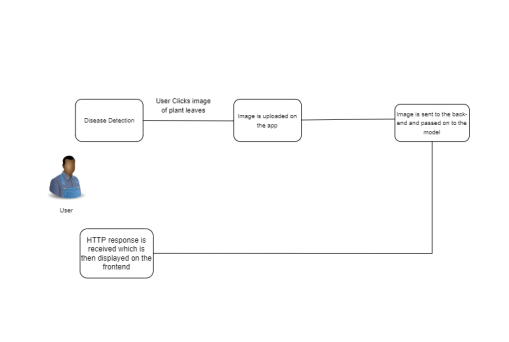 User Clicks image
of plant leaves
Disease Detection
Image is uploaded on
the app
Image is sent to the back-
end and passed on to the
model
User
HTTP response is
received which is
then displayed on the
frontend